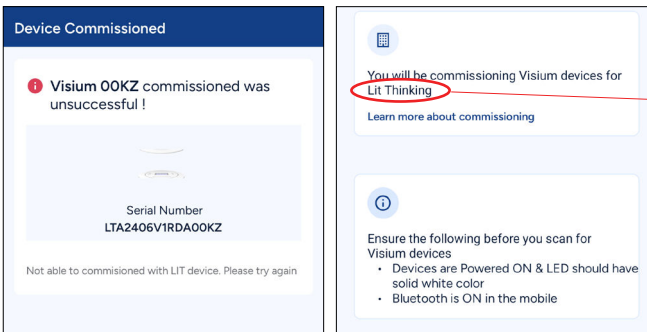 Device Commissioned
Visium 00KZ commissioned was
unsuccessful !
Serial Number
LTA2406V1RDA00KZ
Not able to commisioned with LIT device. Please try again
You will be commissioning Visium devices for
Lit Thinking
Learn more about commissioning
Ensure the following before you scan for
Visium devices
• Devices are Powered ON & LED should have
solid white color
• Bluetooth is ON in the mobile